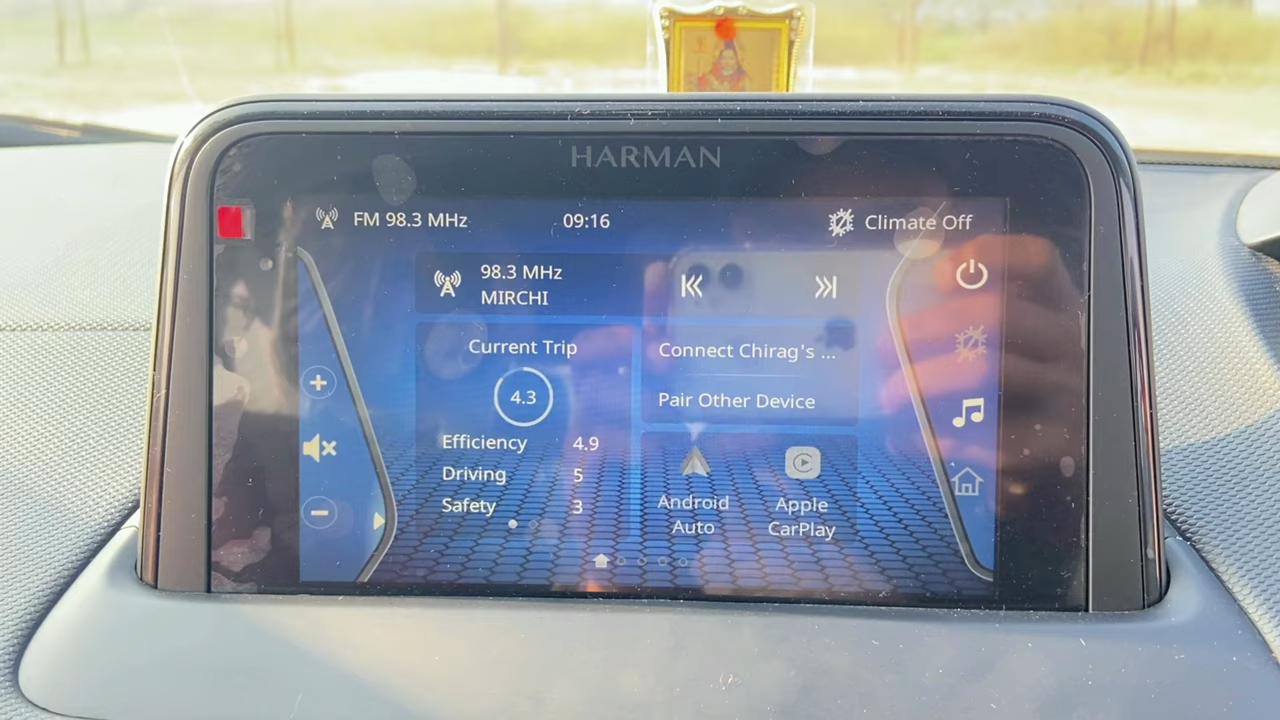 HARMAN
FM 98.3 MHz
09:16
Climate Off
98.3 MHz
MIRCHI
Current Trip
4.3
Efficiency 4.9
Driving 5
Safety 3
Connect Chirag's ...
Pair Other Device
Android
Auto
Apple
CarPlay